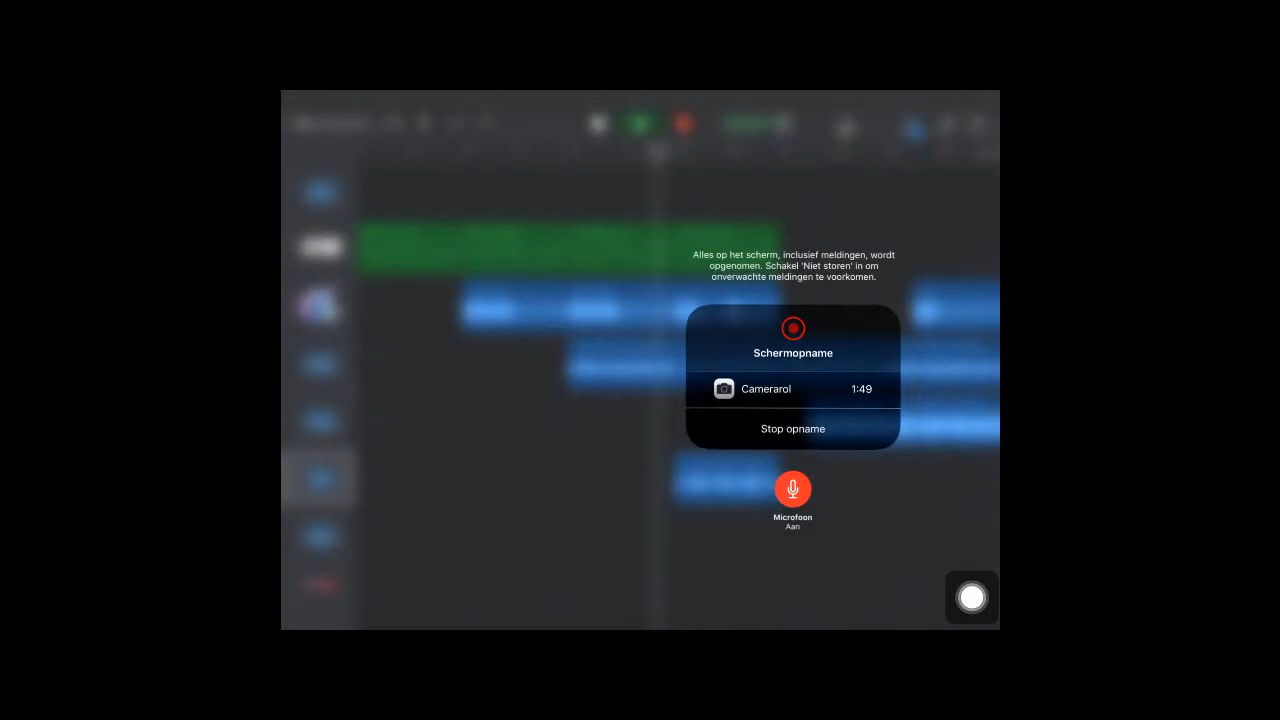 Alles op het scherm, inclusief meldingen, wordt
opgenomen. Schakel 'Niet storen' in om
onverwachte meldingen te voorkomen.
Schermopname
Camerarol 1:49
Stop opname
Microfoon
Aan